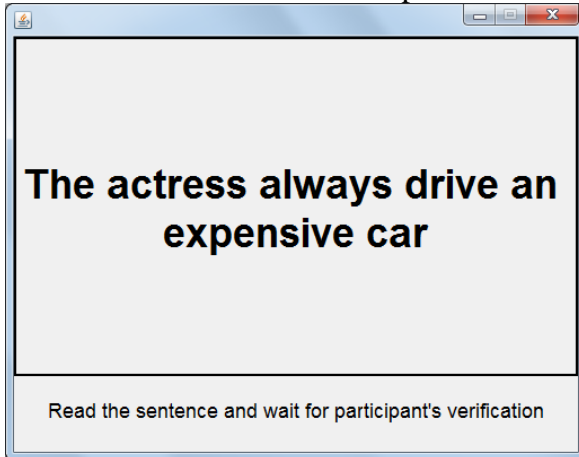 The actress always drive an
expensive car
Read the sentence and wait for participant's verification